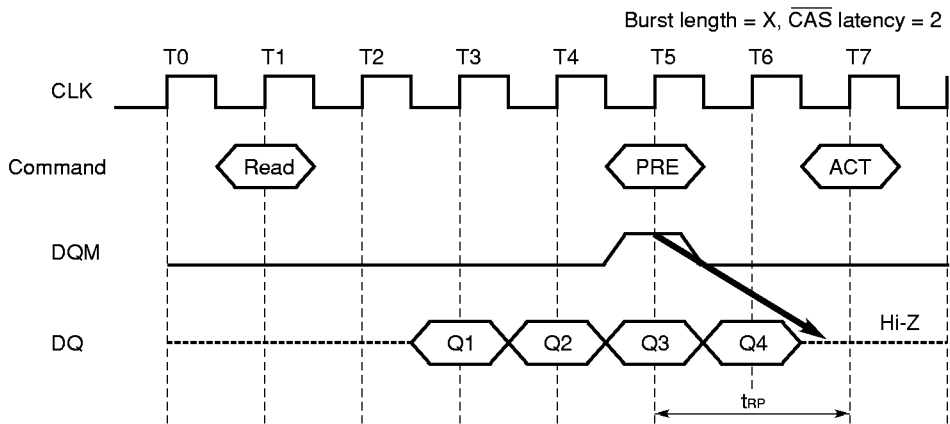 Burst length = X, CAS latency = 2
T0 T1 T2 T3 T4 T5 T6 T7
CLK
Command Read PRE ACT
DQM
Hi-Z
DQ Q1 Q2 Q3 Q4
tRP